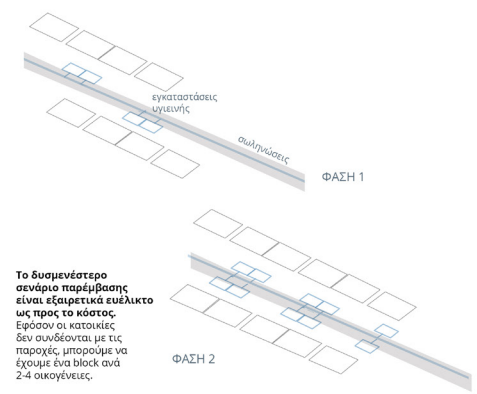 εγκαταστάσεις
υγιεινής
σωληνώσεις
ΦΑΣΗ 1
Το δυσμενέστερο
σενάριο παρέμβασης
είναι εξαιρετικά ευέλικτο
ως προς το κόστος.
Εφόσον οι κατοικίες
δεν συνδέονται με τις
παροχές, μπορούμε να
έχουμε ένα block ανά
2-4 οικογένειες.
ΦΑΣΗ 2